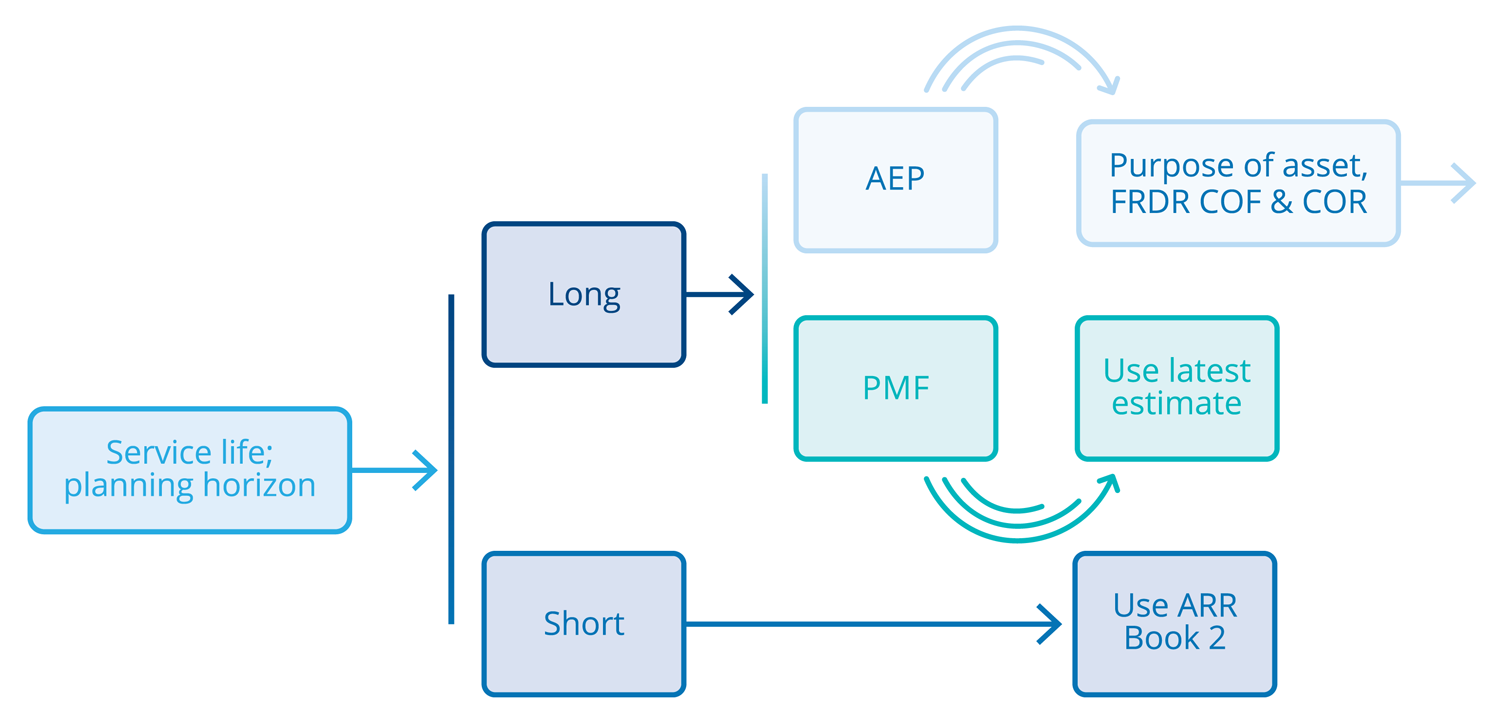 Service life;
planning horizon
Long
Short
AEP
PMF
Purpose of asset,
FRDR COF & COR
Use latest
estimate
Use ARR
Book 2